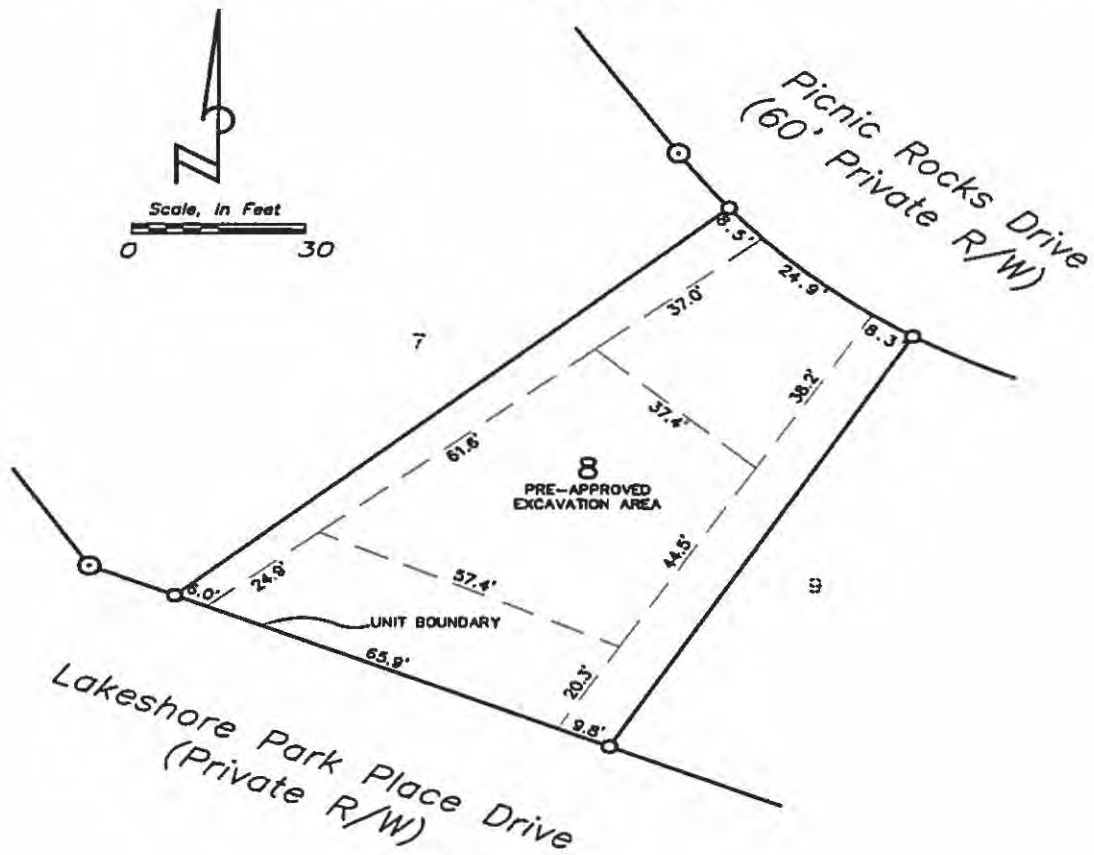 Picnic Rocks Drive
(60' Private R/W)
Scale, In Feet
0 30
8.5'
24.9'
8.3
37.0'
38.2'
7
37.4'
61.6'
8
PRE-APPROVED
EXCAVATION AREA
44.5'
9
57.4'
24.9'
6.0'
UNIT BOUNDARY
65.9'
20.3'
9.8'
Lakeshore Park Place Drive
(Private R/W)